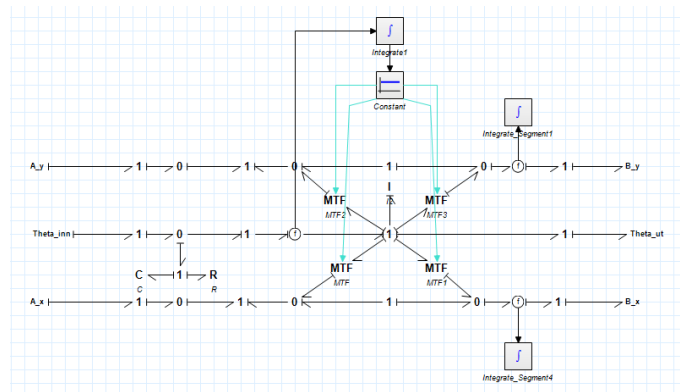 ∫
Integrate1
Constant
∫
Integrate_Segment1
A_y 1 0 1 0 1 0 f 1 B_y
I
MTF MTF
MTF2 MTF3
Theta_inn 1 0 1 f 1 1 Theta_ut
MTF MTF
C 1 R
C R MTF MTF1
A_x 1 0 1 0 1 0 f 1 B_x
∫
Integrate_Segment4